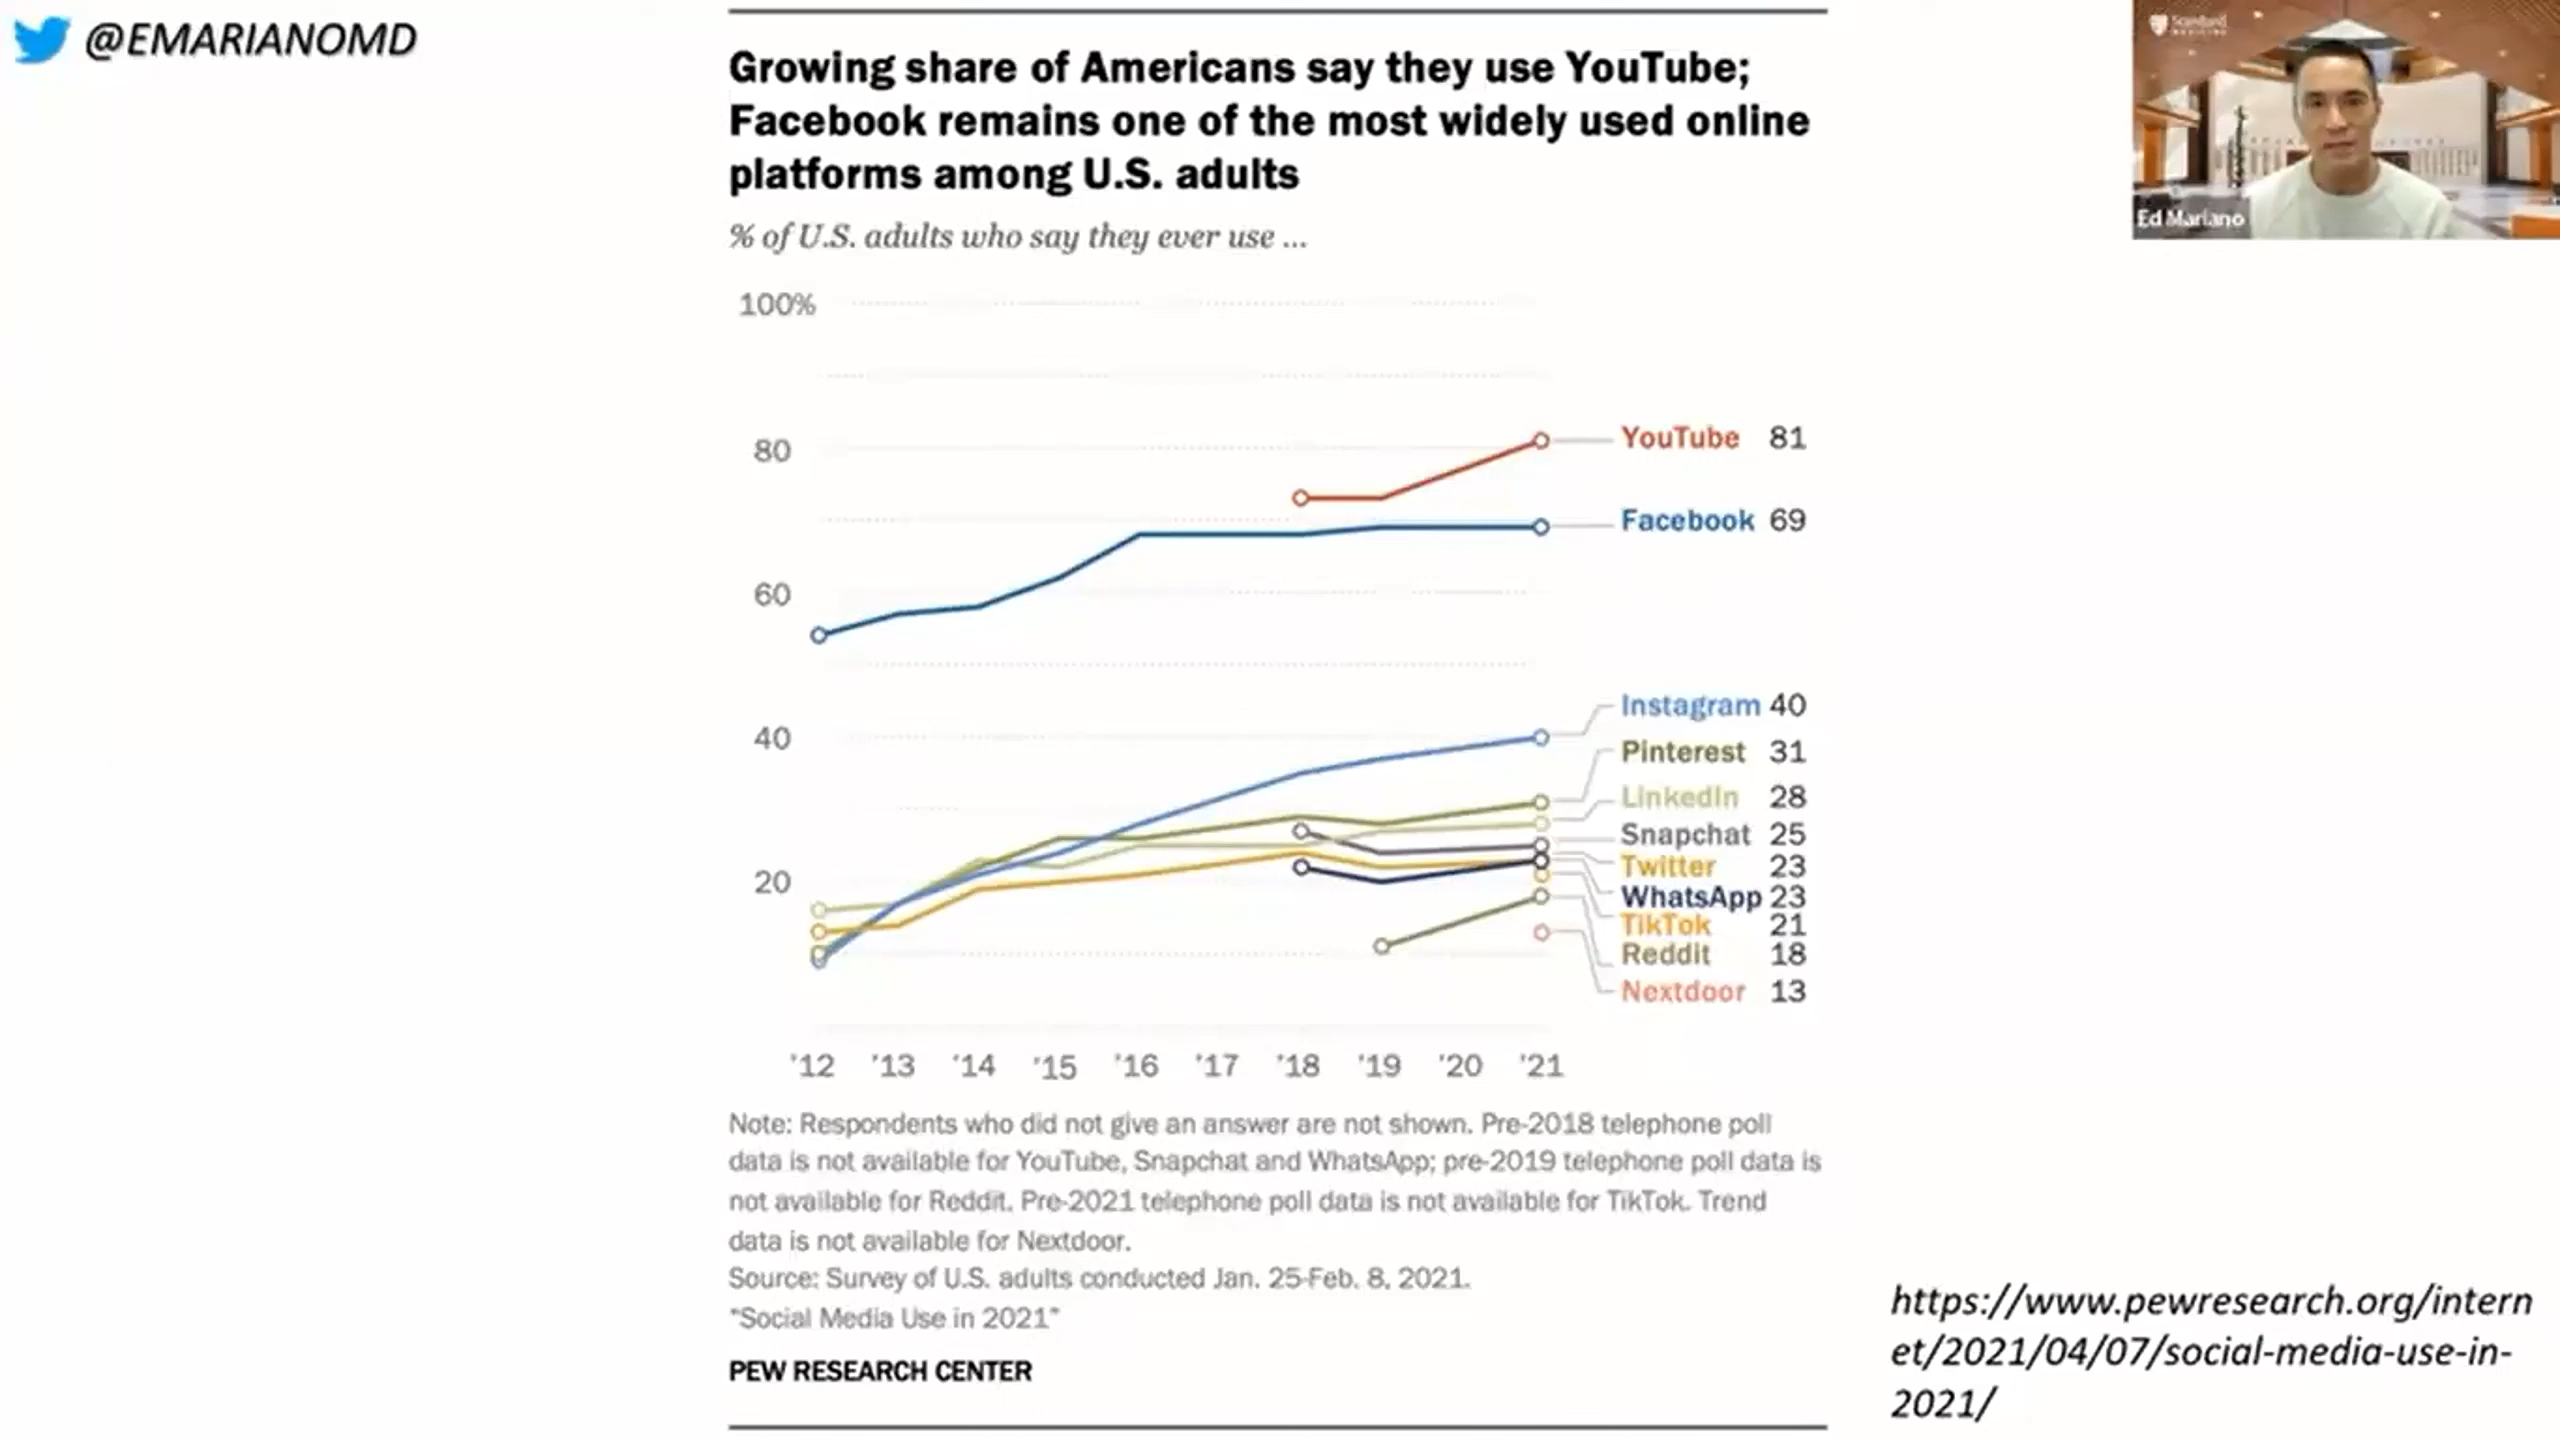 @EMARIANOMD
Growing share of Americans say they use YouTube;
Facebook remains one of the most widely used online
platforms among U.S. adults
% of U.S. adults who say they ever use ...
100%
80
60
40
20
YouTube 81
Facebook 69
Instagram 40
Pinterest 31
LinkedIn 28
Snapchat 25
Twitter 23
WhatsApp 23
TikTok 21
Reddit 18
Nextdoor 13
'12 '13 '14 '15 '16 '17 '18 '19 '20 '21
Note: Respondents who did not give an answer are not shown. Pre-2018 telephone poll
data is not available for YouTube, Snapchat and WhatsApp; pre-2019 telephone poll data is
not available for Reddit. Pre-2021 telephone poll data is not available for TikTok. Trend
data is not available for Nextdoor.
Source: Survey of U.S. adults conducted Jan. 25-Feb. 8, 2021.
"Social Media Use in 2021"
PEW RESEARCH CENTER
Stanford
MEDICINE
Ed Mariano
https://www.pewresearch.org/intern
et/2021/04/07/social-media-use-in-
2021/